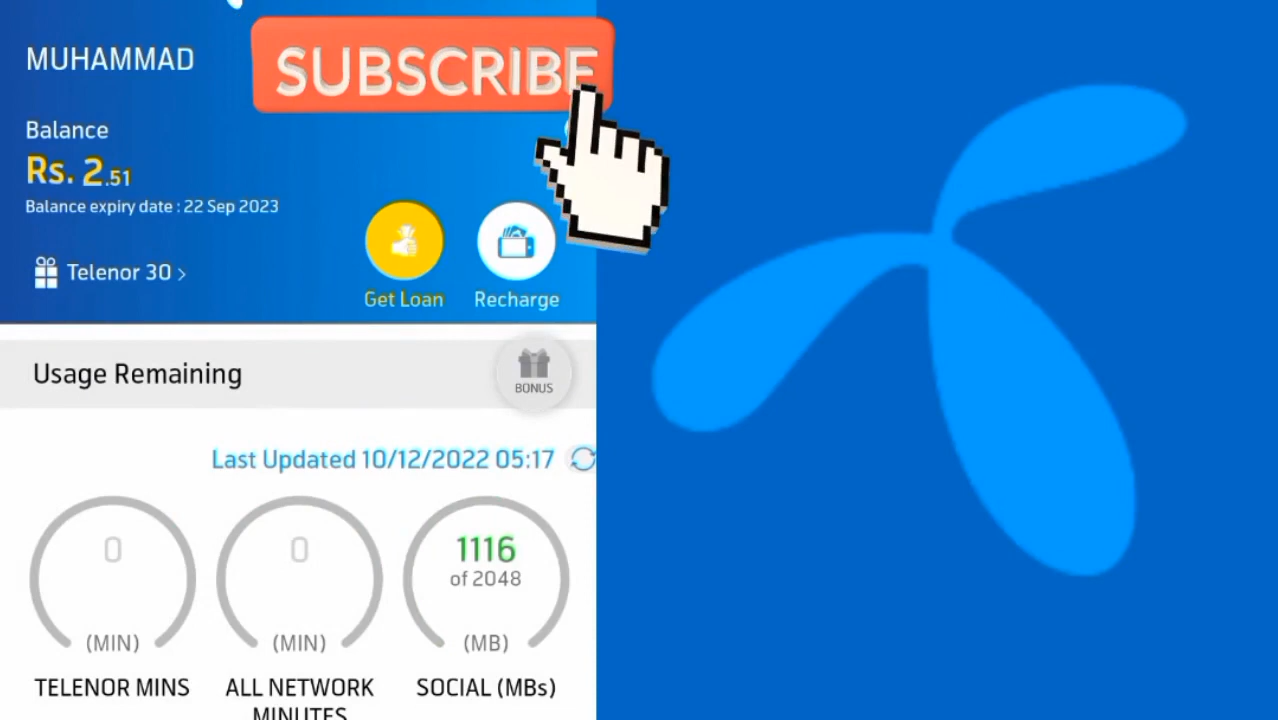 SUBSCRIBE
MUHAMMAD
Balance
Rs. 2.51
Balance expiry date : 22 Sep 2023
Telenor 30 >
Get Loan
Recharge
Usage Remaining
BONUS
Last Updated 10/12/2022 05:17
0
0
1116
of 2048
(MIN)
(MIN)
(MB)
TELENOR MINS
ALL NETWORK
MINUTES
SOCIAL (MBs)